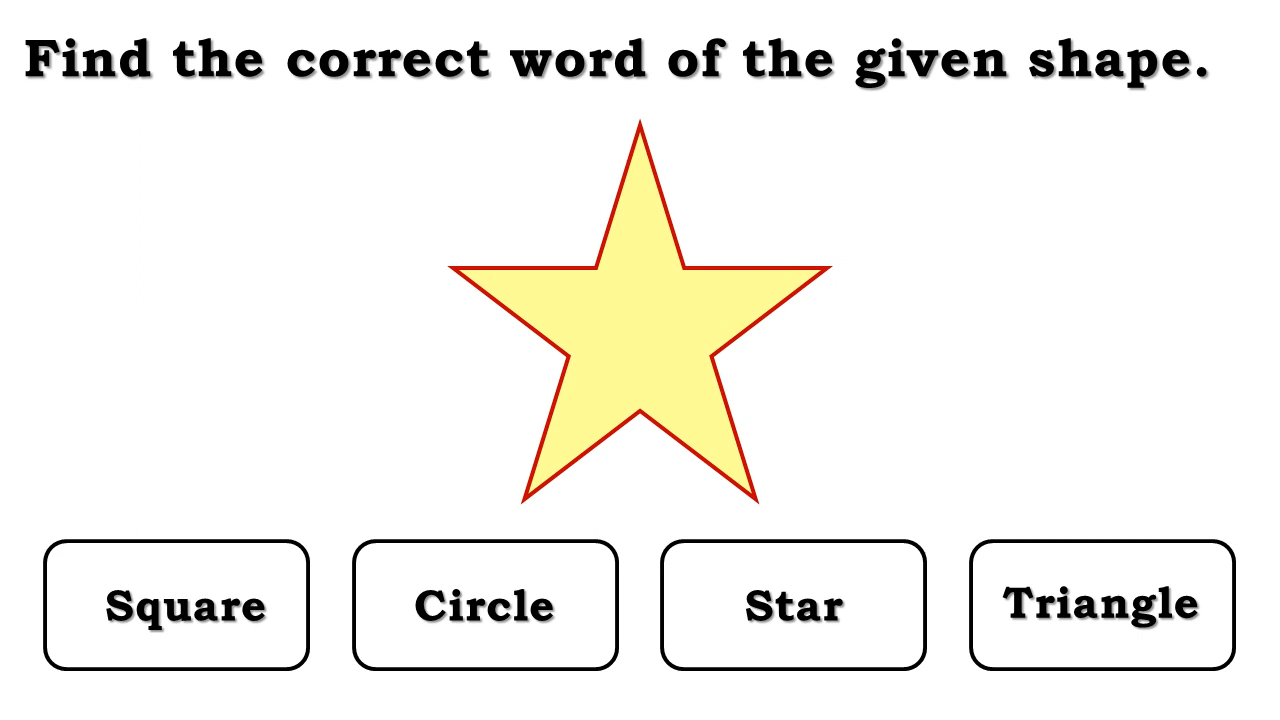 Find the correct word of the given shape.
Square
Circle
Star
Triangle